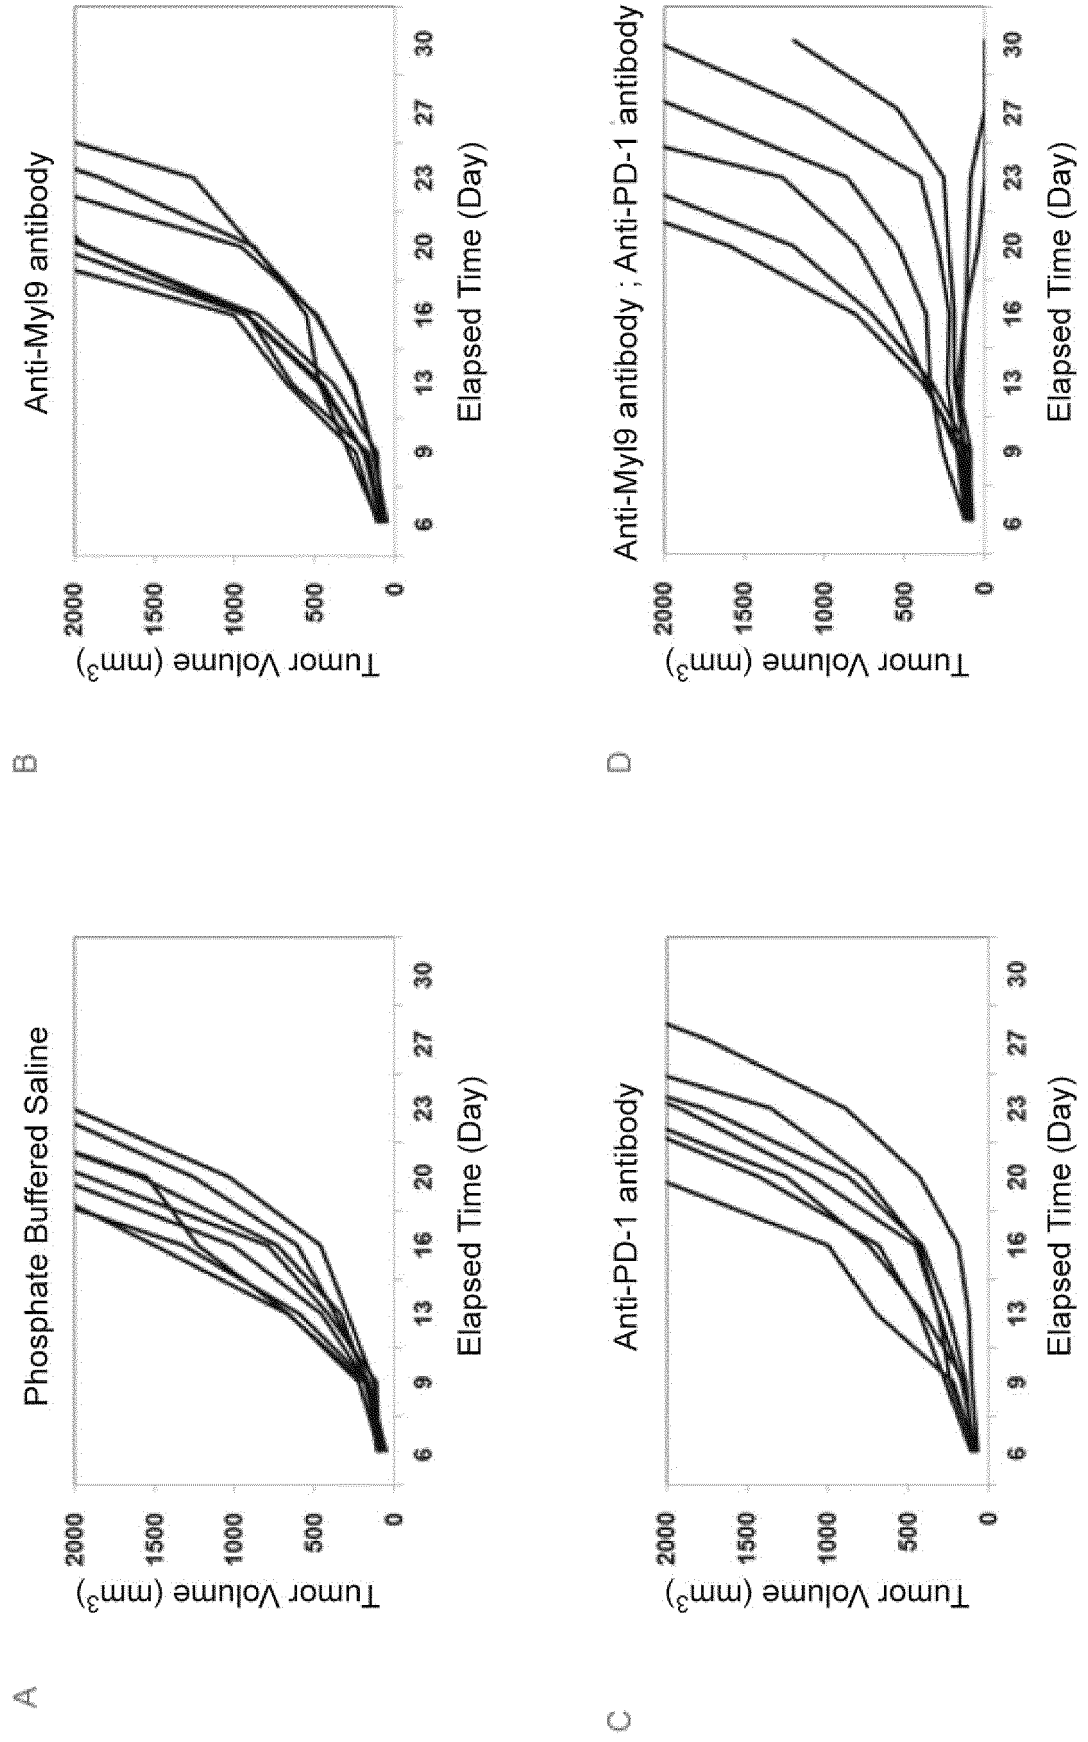 A
Phosphate Buffered Saline
Tumor Volume (mm³)
2000
1500
1000
500
0
6 9 13 16 20 23 27 30
Elapsed Time (Day)
B
Anti-Myl9 antibody
Tumor Volume (mm³)
2000
1500
1000
500
0
6 9 13 16 20 23 27 30
Elapsed Time (Day)
C
Anti-PD-1 antibody
Tumor Volume (mm³)
2000
1500
1000
500
0
6 9 13 16 20 23 27 30
Elapsed Time (Day)
D
Anti-Myl9 antibody ; Anti-PD-1 antibody
Tumor Volume (mm³)
2000
1500
1000
500
0
6 9 13 16 20 23 27 30
Elapsed Time (Day)